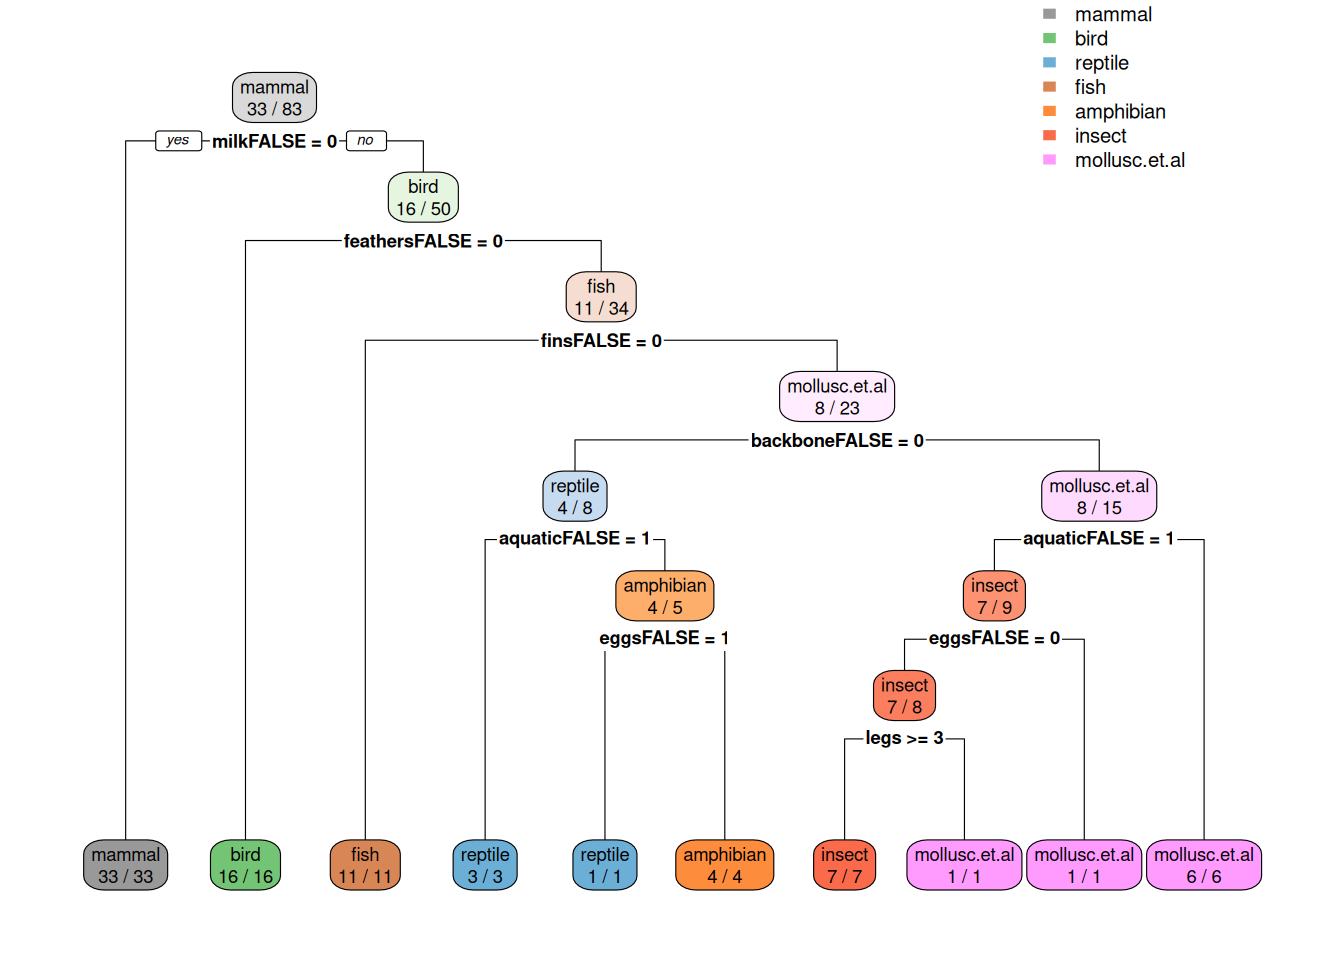 mammal
bird
reptile
fish
amphibian
insect
mollusc.et.al
mammal
33 / 83
yes
milkFALSE = 0
no
bird
16 / 50
feathersFALSE = 0
fish
11 / 34
finsFALSE = 0
mollusc.et.al
8 / 23
backboneFALSE = 0
reptile
4 / 8
mollusc.et.al
8 / 15
aquaticFALSE = 1
aquaticFALSE = 1
amphibian
4 / 5
insect
7 / 9
eggsFALSE = 1
eggsFALSE = 0
insect
7 / 8
legs >= 3
mammal
33 / 33
bird
16 / 16
fish
11 / 11
reptile
3 / 3
reptile
1 / 1
amphibian
4 / 4
insect
7 / 7
mollusc.et.al
1 / 1
mollusc.et.al
1 / 1
mollusc.et.al
6 / 6